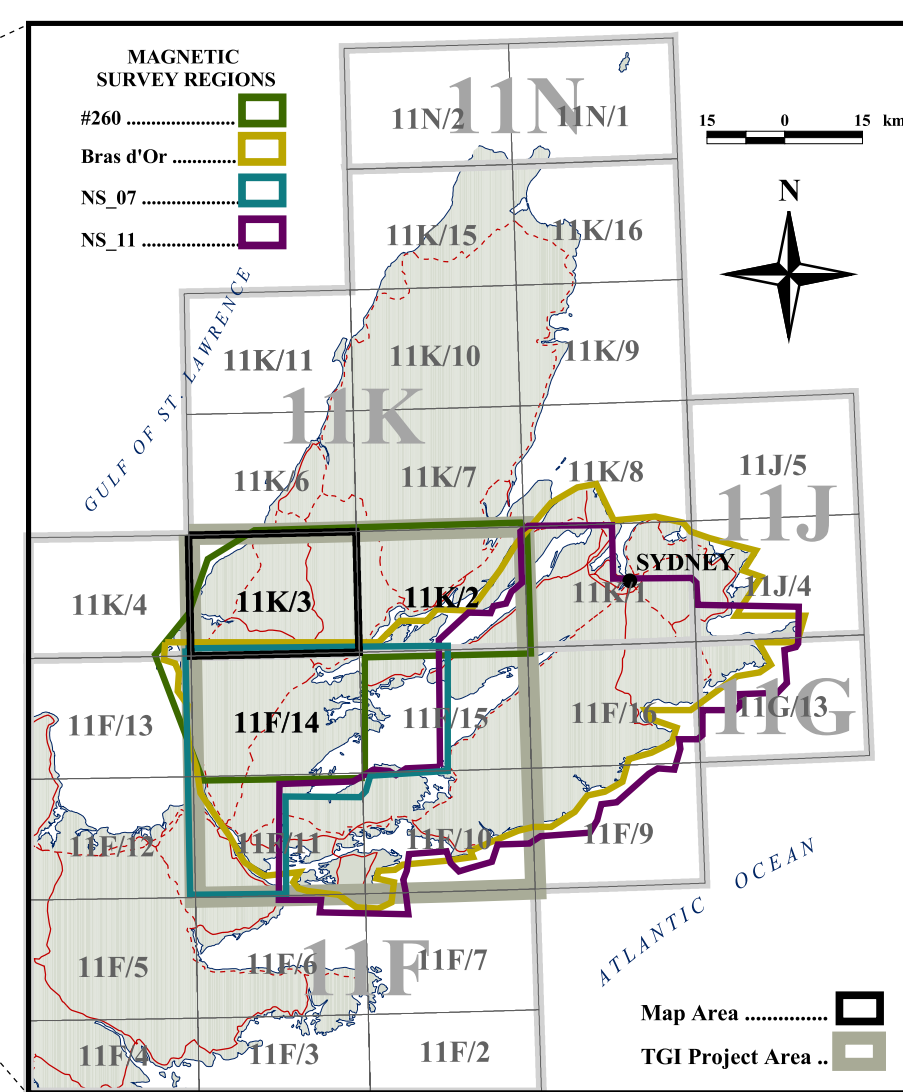 MAGNETIC
SURVEY REGIONS
#260 ......................
Bras d'Or .............
NS_07 ....................
NS_11 ....................
11N
11N/2
11N/1
15 0 15 km
N
11K/15
11K/16
GULF OF ST. LAWRENCE
11K/11
11K/10
11K/9
11K
11K/6
11K/7
11K/8
11J/5
11J
SYDNEY
11K/4
11K/3
11K/2
11K/1
11J/4
11F/13
11F/14
11F/15
11F/16
11G/13
11G
11F/12
11F/11
11F/10
11F/9
ATLANTIC OCEAN
11F/5
11F/6
11F
11F/7
11F/4
11F/3
11F/2
Map Area ................
TGI Project Area ..